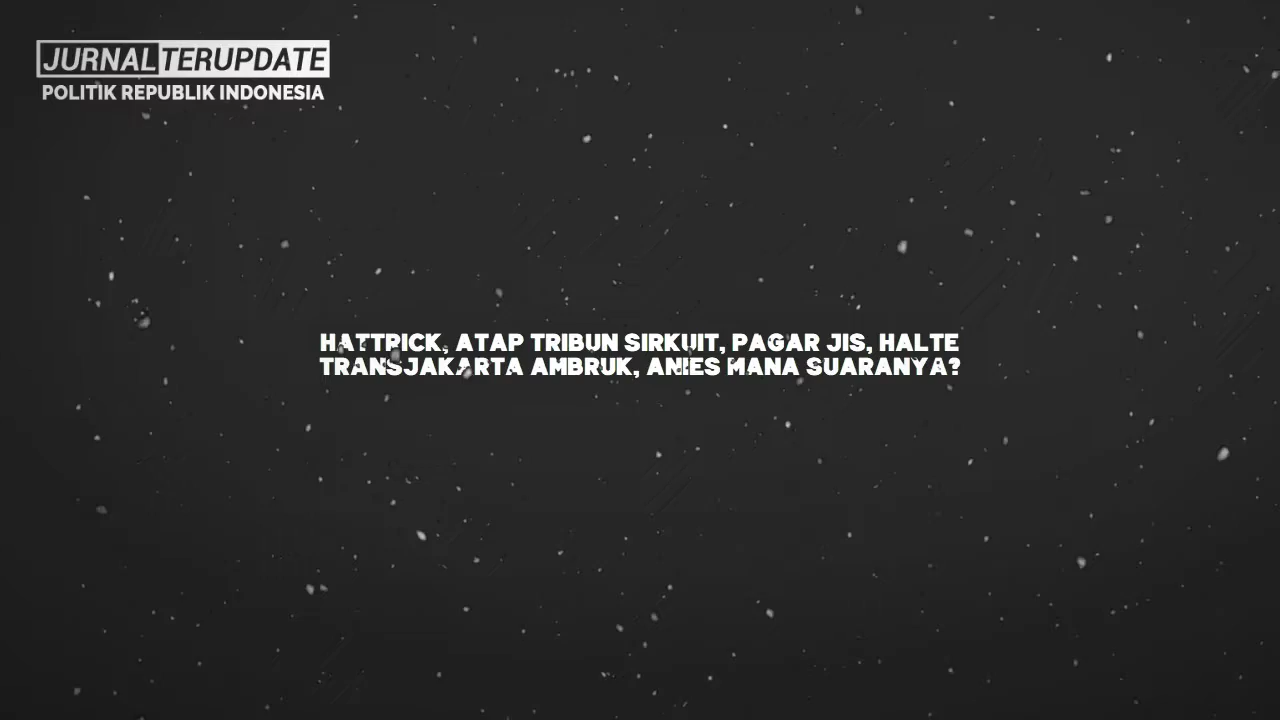 JURNALTERUPDATE
POLITIK REPUBLIK INDONESIA
HATTRICK, ATAP TRIBUN SIRKUIT, PAGAR JIS, HALTE
TRANSJAKARTA AMBRUK, ANIES MANA SUARANYA?